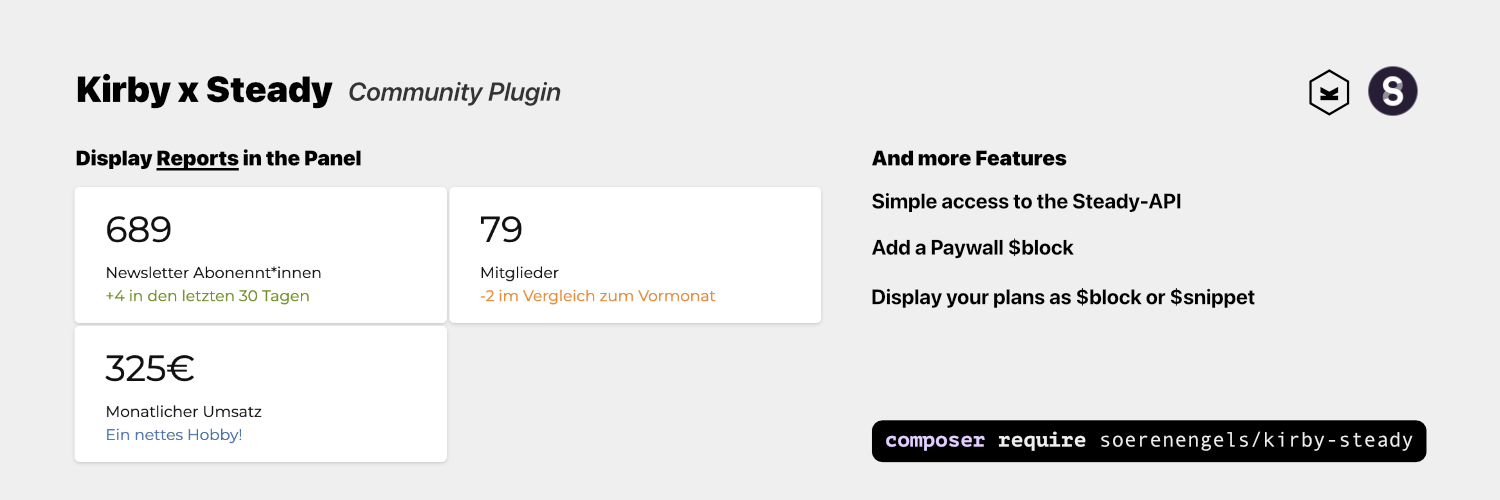 Kirby x Steady Community Plugin
Display Reports in the Panel
689
Newsletter Abonennt*innen
+4 in den letzten 30 Tagen
79
Mitglieder
-2 im Vergleich zum Vormonat
325€
Monatlicher Umsatz
Ein nettes Hobby!
And more Features
Simple access to the Steady-API
Add a Paywall $block
Display your plans as $block or $snippet
composer require soerenengels/kirby-steady